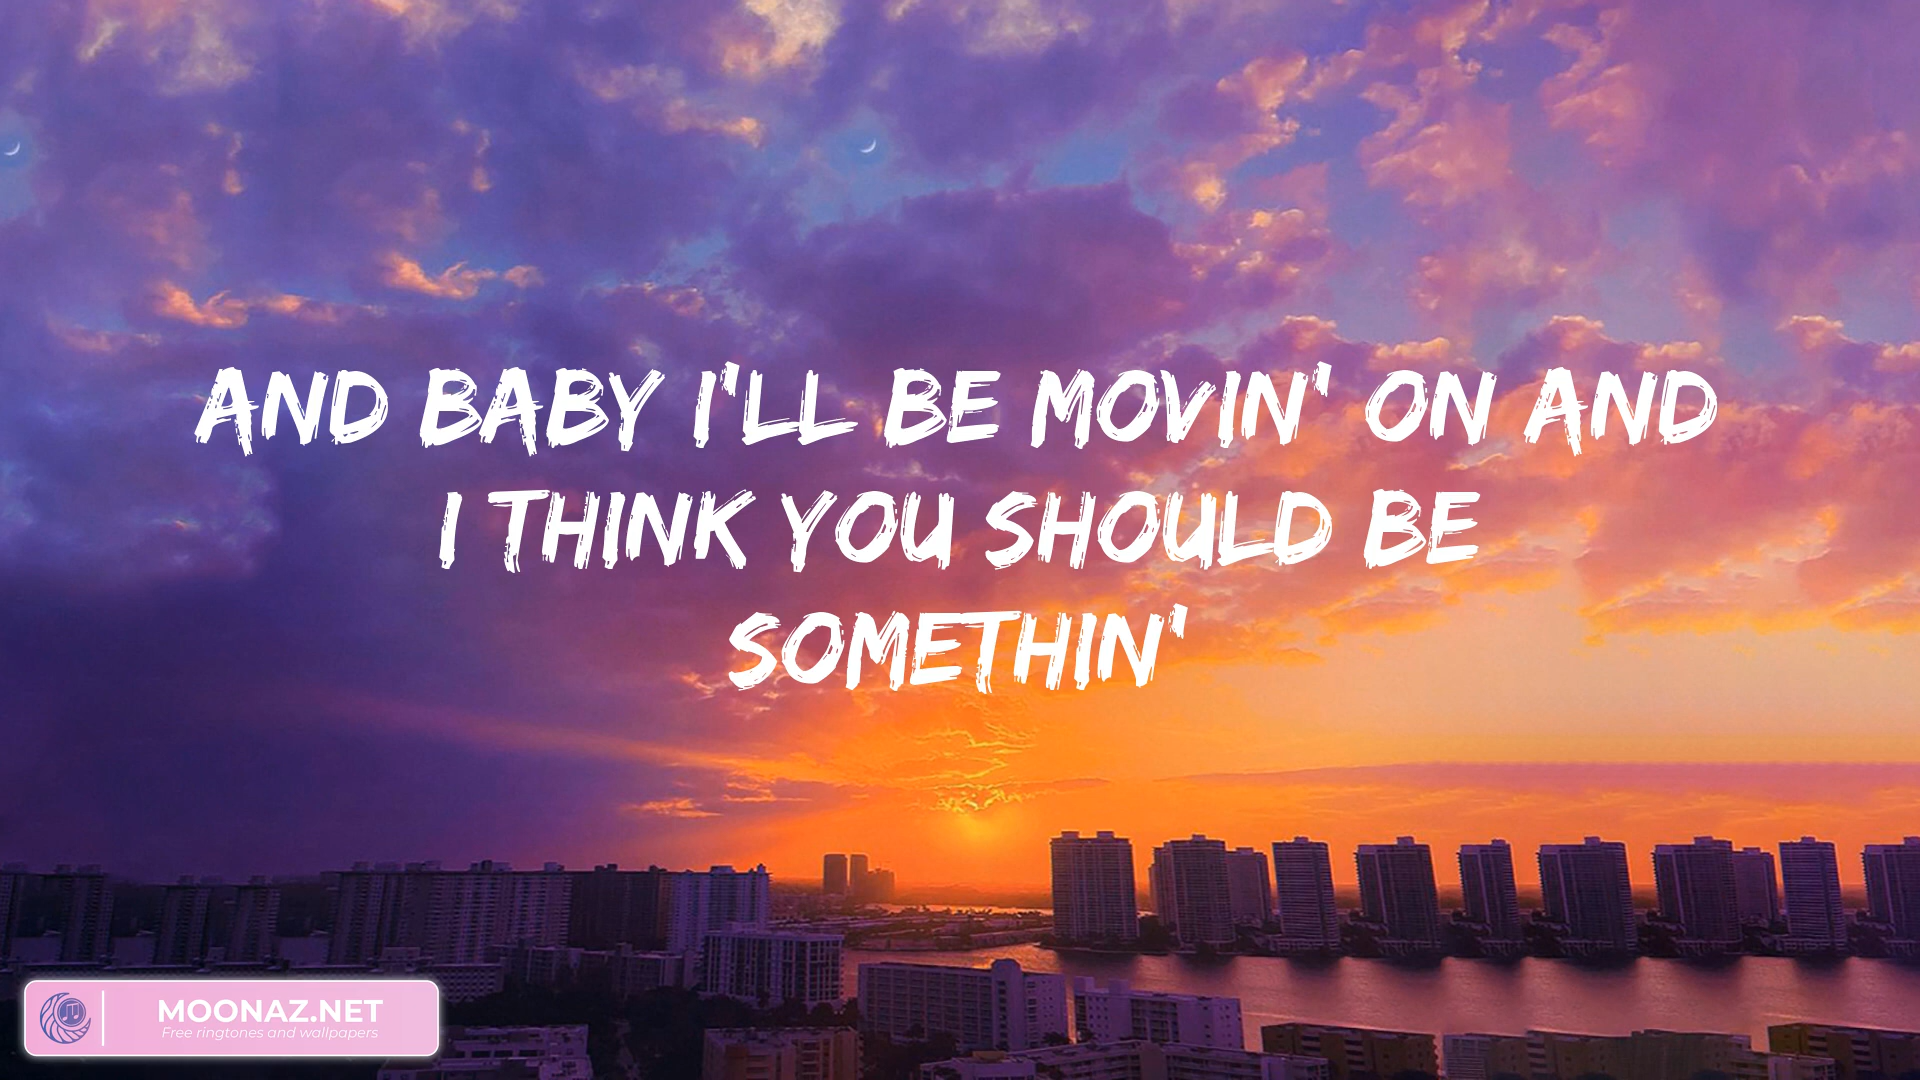 AND BABY I'LL BE MOVIN' ON AND
I THINK YOU SHOULD BE
SOMETHIN'
MOONAZ.NET
Free ringtones and wallpapers